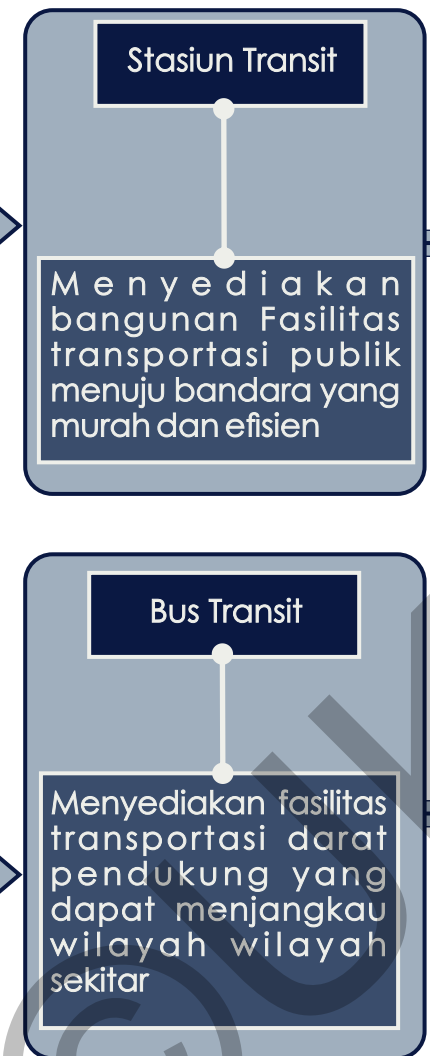 Stasiun Transit
Menyediakan
bangunan Fasilitas
transportasi publik
menuju bandara yang
murah dan efisien
Bus Transit
Menyediakan fasilitas
transportasi darat
pendukung yang
dapat menjangkau
wilayah wilayah
sekitar